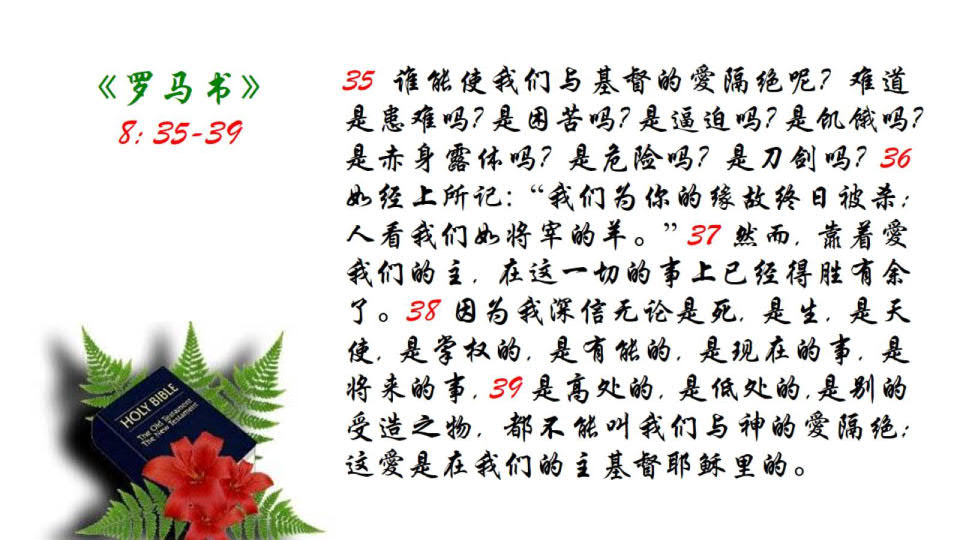 《罗马书》
8: 35-39
35 谁能使我们与基督的爱隔绝呢？难道
是患难吗？是困苦吗？是逼迫吗？是饥饿吗？
是赤身露体吗？是危险吗？是刀剑吗？36
如经上所记：“我们为你的缘故终日被杀；
人看我们如将宰的羊。”37 然而，靠着爱
我们的主，在这一切的事上已经得胜有余
了。38 因为我深信无论是死，是生，是天
使，是掌权的，是有能的，是现在的事，是
将来的事，39 是高处的，是低处的，是别的
受造之物，都不能叫我们与神的爱隔绝；
这爱是在我们的主基督耶稣里的。
HOLY BIBLE
The Old Testament
The New Testament